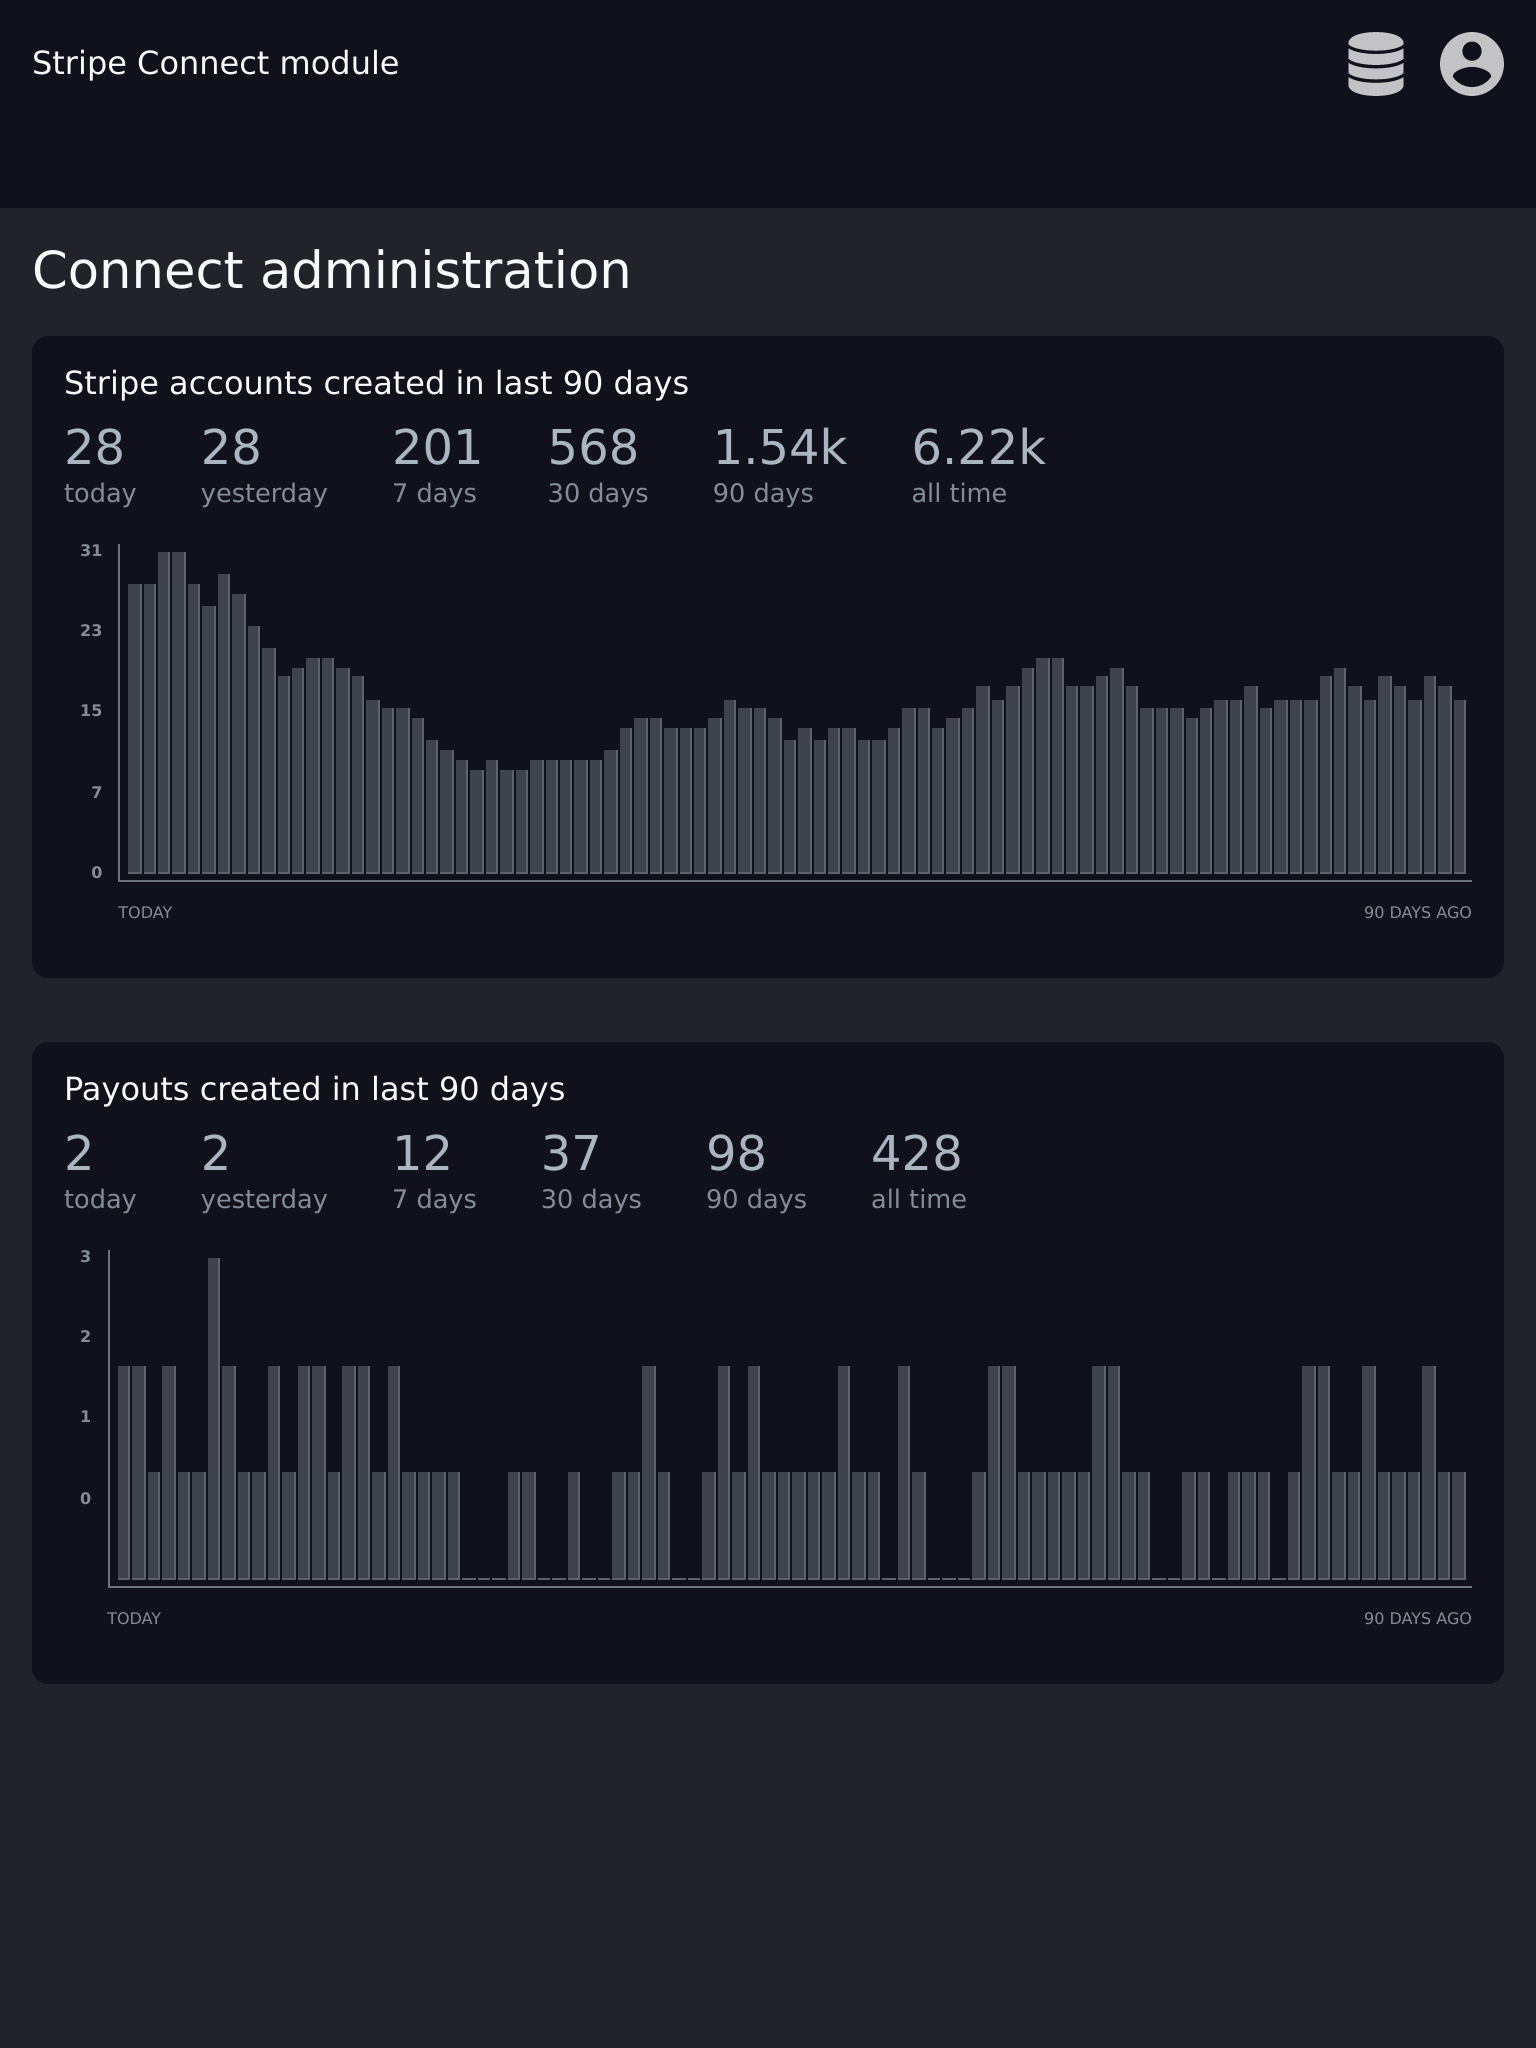 Stripe Connect module
Connect administration
Stripe accounts created in last 90 days
28 28 201 568 1.54k 6.22k
today yesterday 7 days 30 days 90 days all time
31
23
15
7
0
TODAY 90 DAYS AGO
Payouts created in last 90 days
2 2 12 37 98 428
today yesterday 7 days 30 days 90 days all time
3
2
1
0
TODAY 90 DAYS AGO